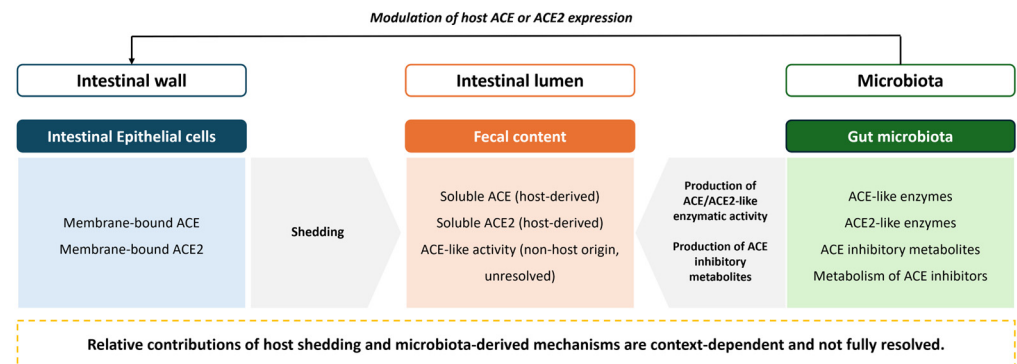 Modulation of host ACE or ACE2 expression
Intestinal wall
Intestinal lumen
Microbiota
Intestinal Epithelial cells
Fecal content
Gut microbiota
Membrane-bound ACE
Membrane-bound ACE2
Shedding
Soluble ACE (host-derived)
Soluble ACE2 (host-derived)
ACE-like activity (non-host origin,
unresolved)
Production of
ACE/ACE2-like
enzymatic activity
Production of ACE
inhibitory
metabolites
ACE-like enzymes
ACE2-like enzymes
ACE inhibitory metabolites
Metabolism of ACE inhibitors
Relative contributions of host shedding and microbiota-derived mechanisms are context-dependent and not fully resolved.